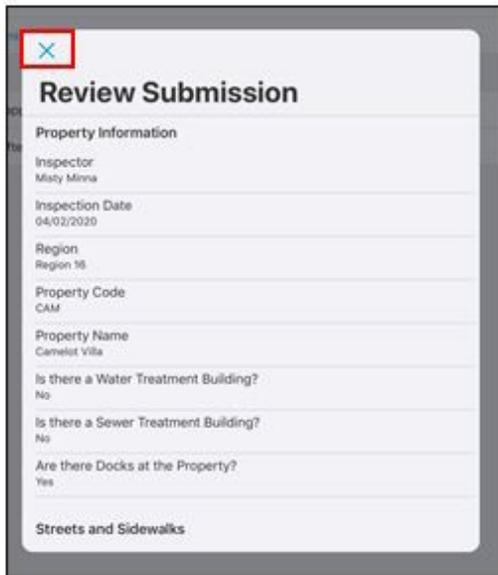 Review Submission
Property Information
Inspector
Misty Minna
Inspection Date
04/02/2020
Region
Region 16
Property Code
CAM
Property Name
Camelot Villa
Is there a Water Treatment Building?
No
Is there a Sewer Treatment Building?
No
Are there Docks at the Property?
Yes
Streets and Sidewalks